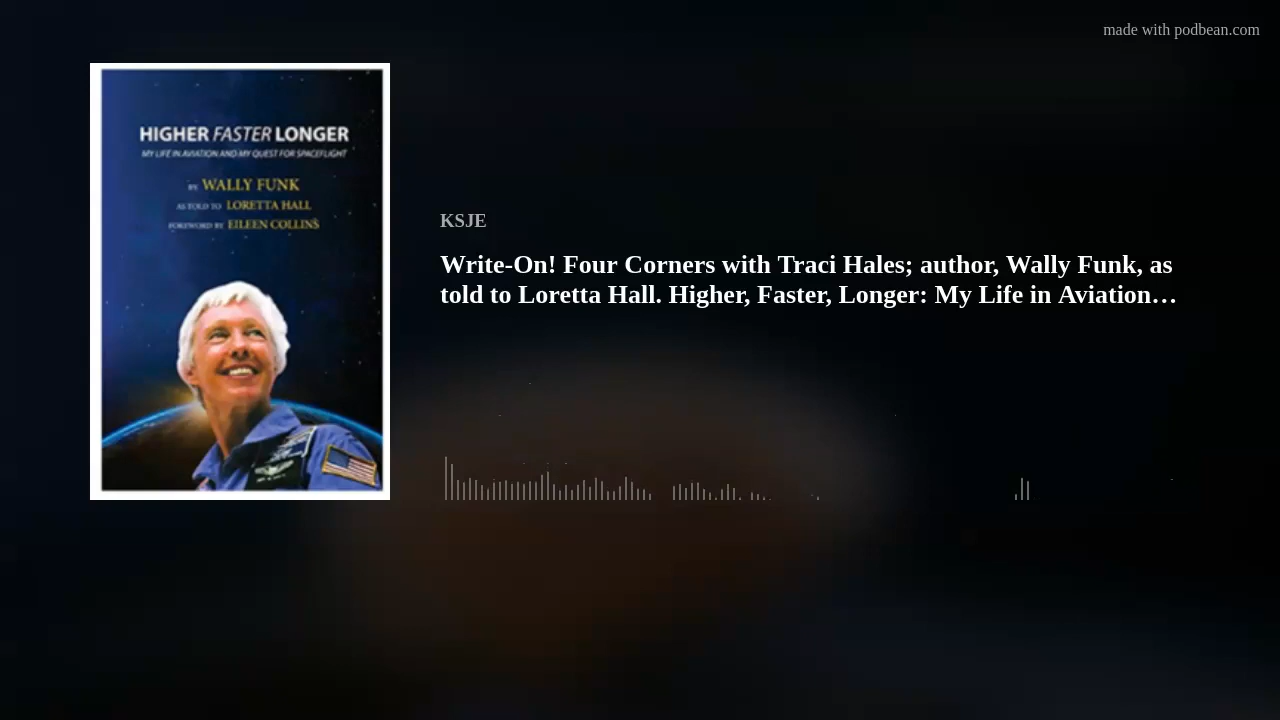 made with podbean.com
HIGHER FASTER LONGER
MY LIFE IN AVIATION AND MY QUEST FOR SPACEFLIGHT
BY WALLY FUNK
AS TOLD TO LORETTA HALL
FOREWORD BY EILEEN COLLINS
KSJE
Write-On! Four Corners with Traci Hales; author, Wally Funk, as
told to Loretta Hall. Higher, Faster, Longer: My Life in Aviation…